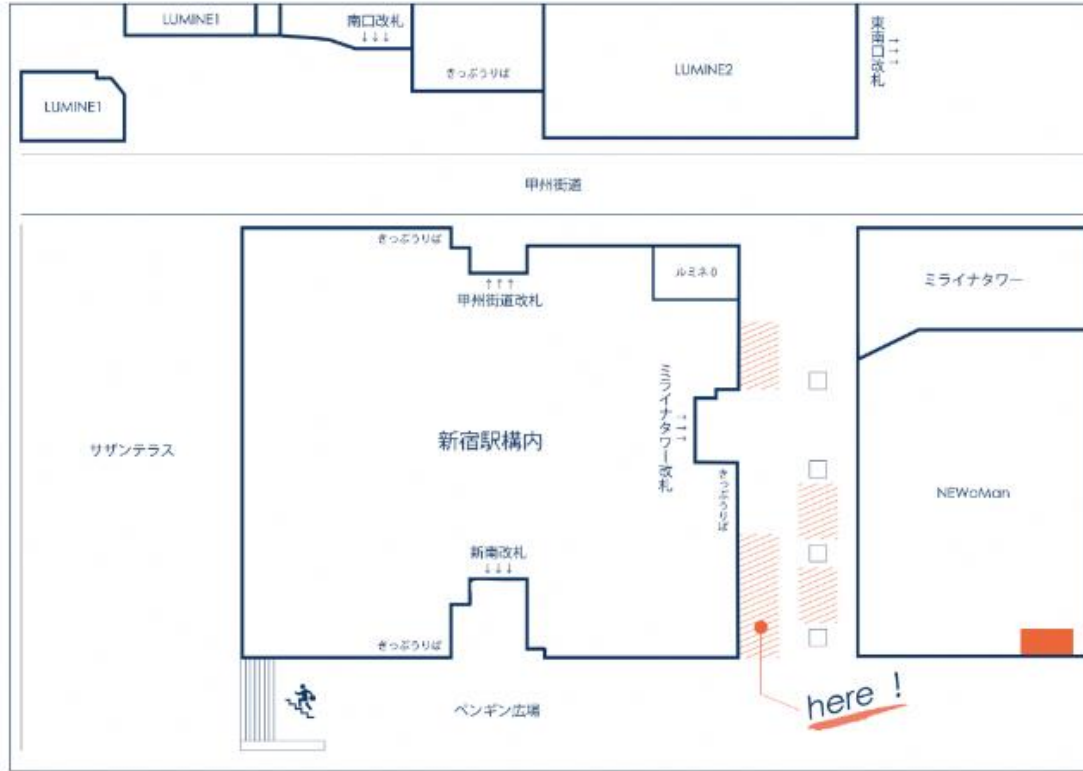 LUMINE1
南口改札
↓↓↓
きっぷうりば
LUMINE2
東南口改札
→→→
LUMINE1
甲州街道
きっぷうりば
↑↑↑
甲州街道改札
ルミネ0
ミライナタワー
ミライナタワー改札
→→→
サザンテラス
新宿駅構内
きっぷうりば
NEWoMan
新南改札
↓↓↓
きっぷうりば
ペンギン広場
here !